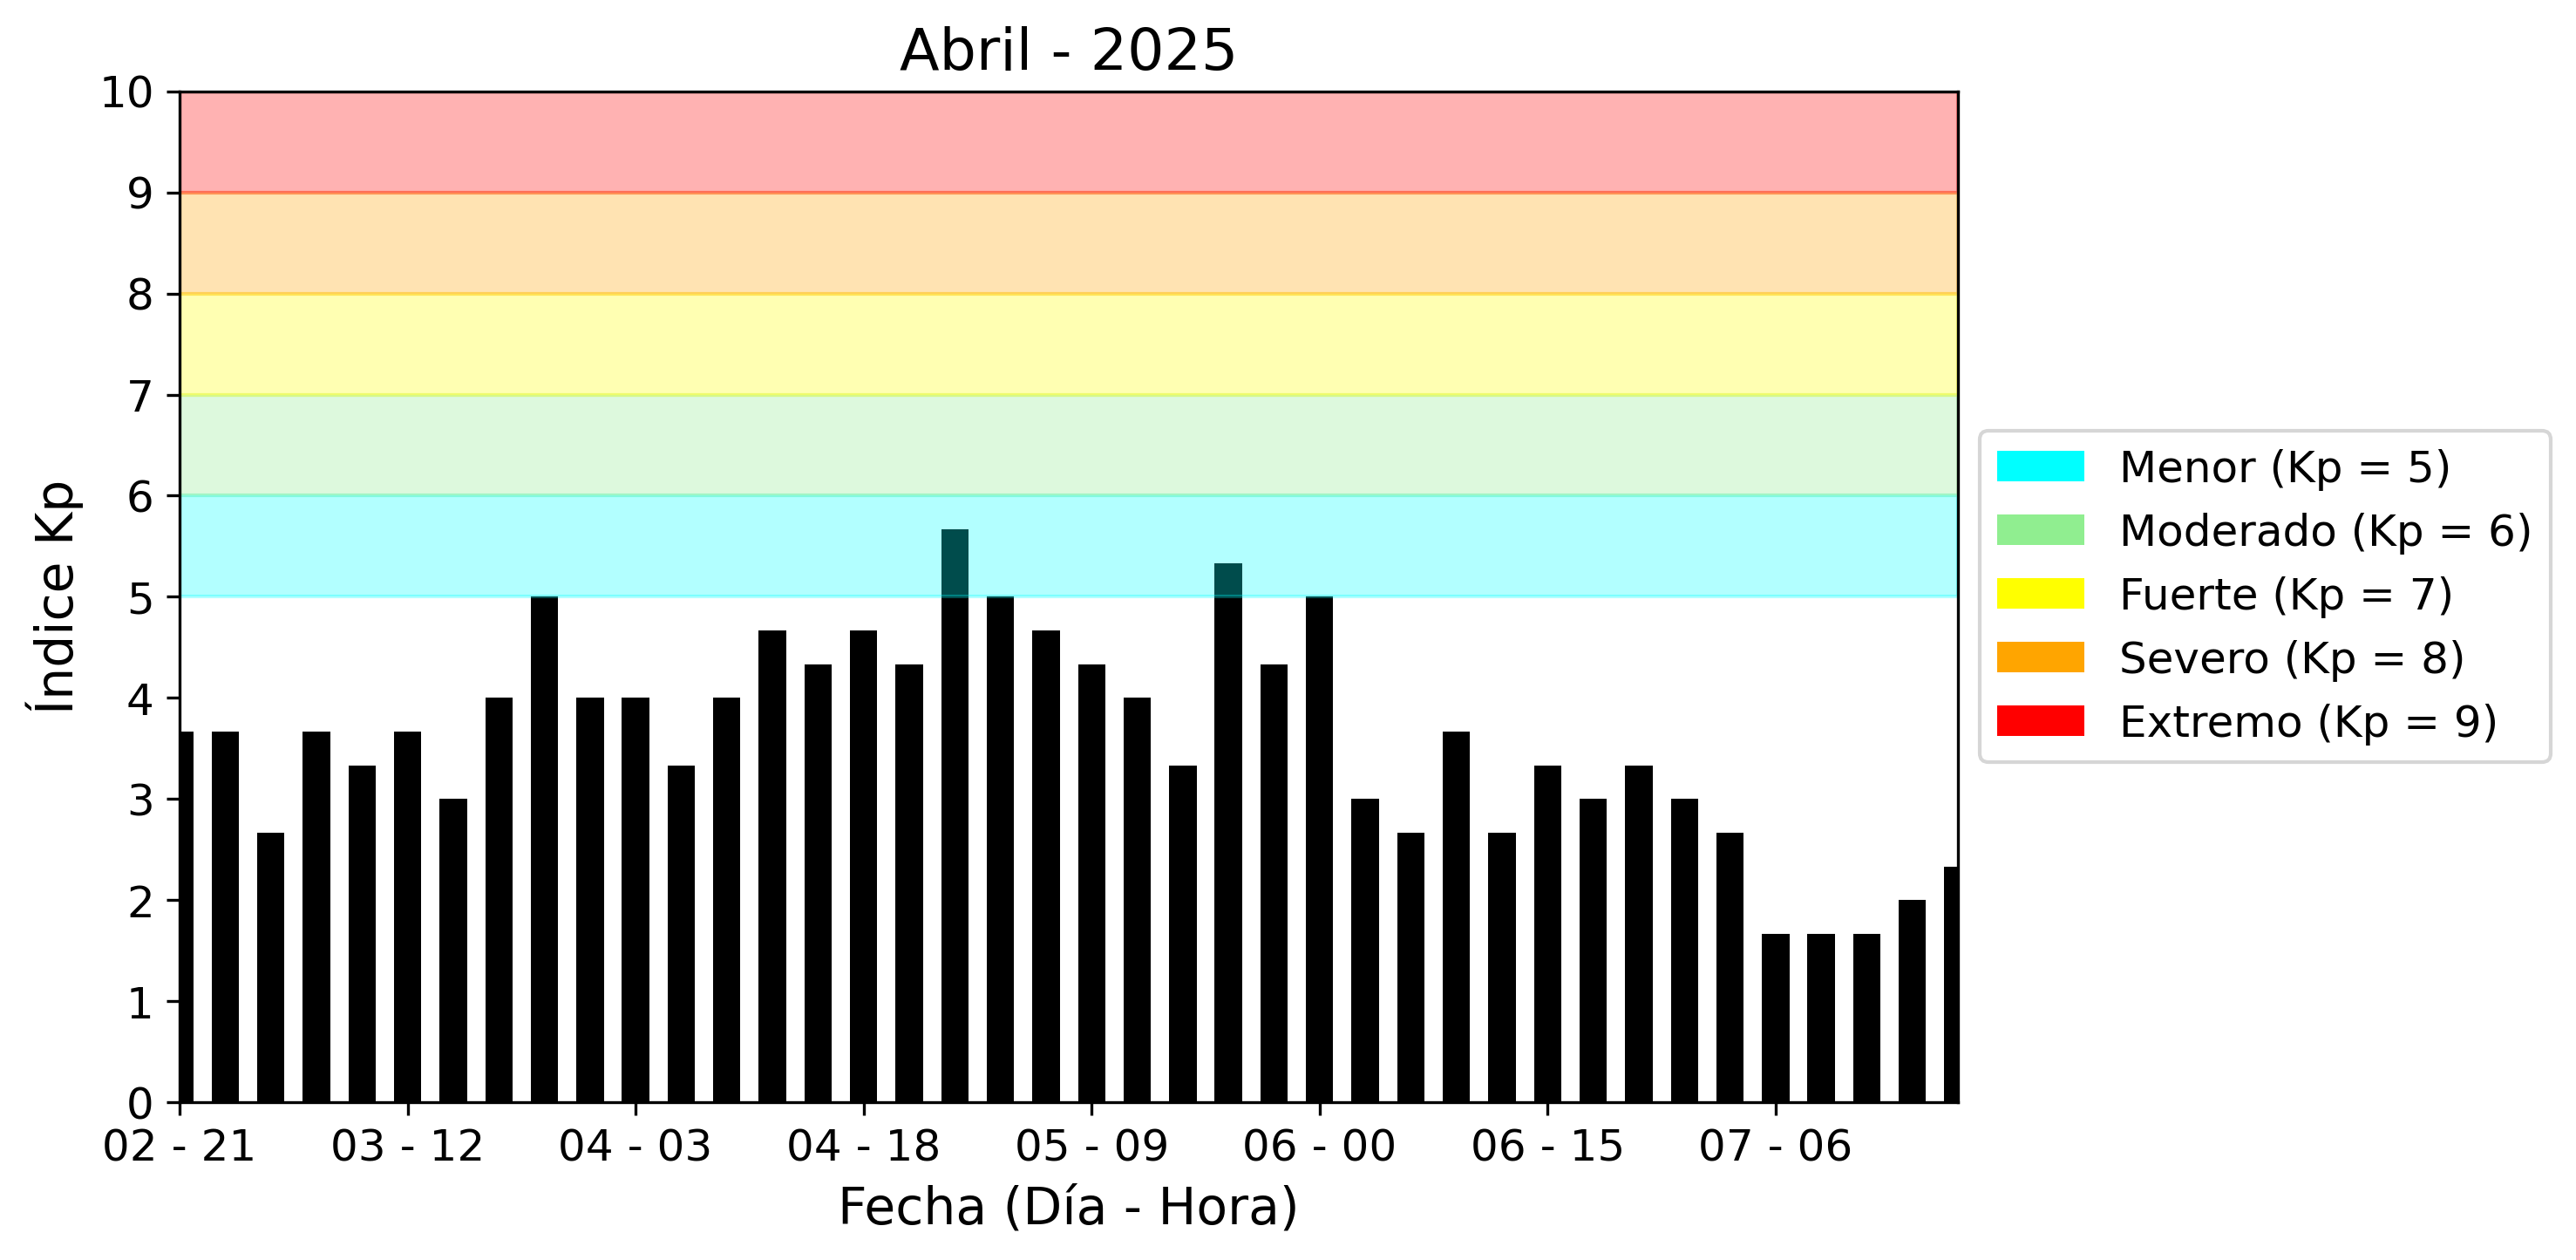 Abril - 2025
10
9
8
7
6
5
4
3
2
1
0
Índice Kp
02 - 21
03 - 12
04 - 03
04 - 18
05 - 09
06 - 00
06 - 15
07 - 06
Fecha (Día - Hora)
Menor (Kp = 5)
Moderado (Kp = 6)
Fuerte (Kp = 7)
Severo (Kp = 8)
Extremo (Kp = 9)